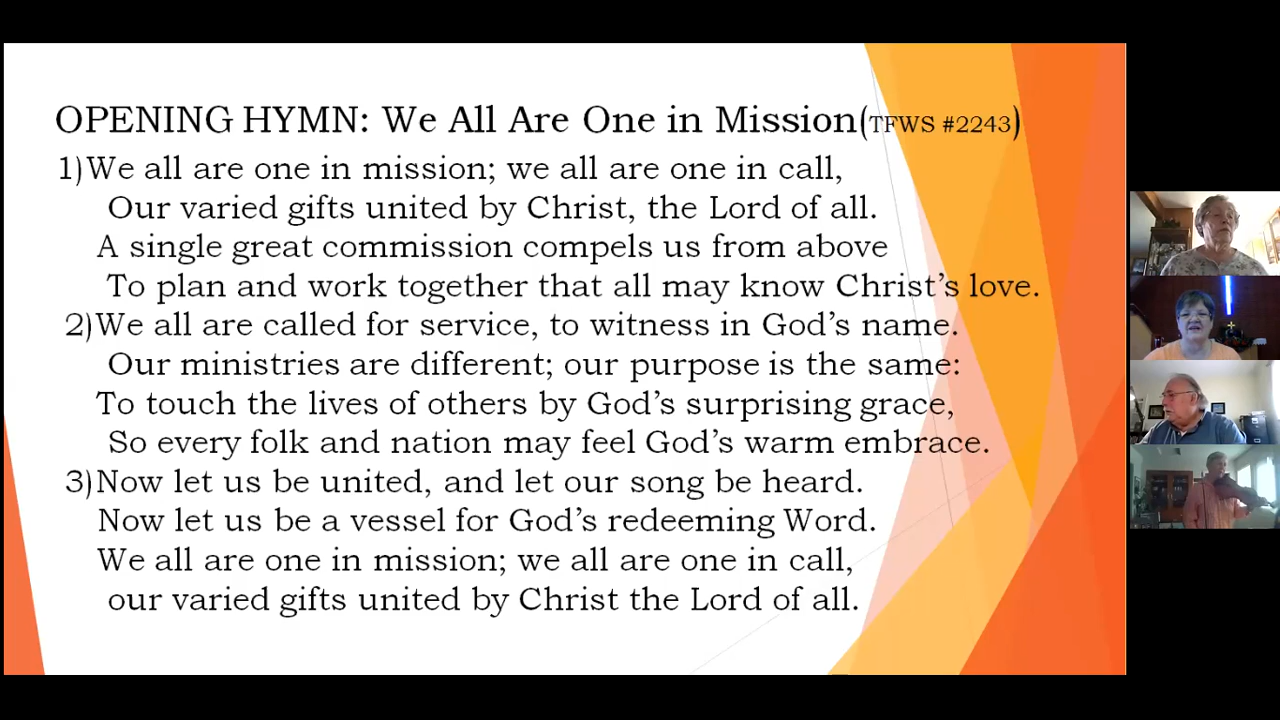 OPENING HYMN: We All Are One in Mission(TFWS #2243)
1)We all are one in mission; we all are one in call,
Our varied gifts united by Christ, the Lord of all.
A single great commission compels us from above
To plan and work together that all may know Christ's love.
2)We all are called for service, to witness in God's name.
Our ministries are different; our purpose is the same:
To touch the lives of others by God's surprising grace,
So every folk and nation may feel God's warm embrace.
3)Now let us be united, and let our song be heard.
Now let us be a vessel for God's redeeming Word.
We all are one in mission; we all are one in call,
our varied gifts united by Christ the Lord of all.